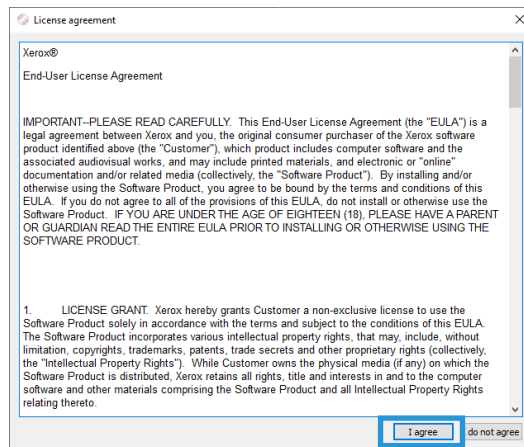 License agreement
Xerox®
End-User License Agreement
IMPORTANT--PLEASE READ CAREFULLY. This End-User License Agreement (the "EULA") is a
legal agreement between Xerox and you, the original consumer purchaser of the Xerox software
product identified above (the "Customer"), which product includes computer software and the
associated audiovisual works, and may include printed materials, and electronic or "online"
documentation and/or related media (collectively, the "Software Product"). By installing and/or
otherwise using the Software Product, you agree to be bound by the terms and conditions of this
EULA. If you do not agree to all of the provisions of this EULA, do not install or otherwise use the
Software Product. IF YOU ARE UNDER THE AGE OF EIGHTEEN (18), PLEASE HAVE A PARENT
OR GUARDIAN READ THE ENTIRE EULA PRIOR TO INSTALLING OR OTHERWISE USING THE
SOFTWARE PRODUCT.
1. LICENSE GRANT. Xerox hereby grants Customer a non-exclusive license to use the
Software Product solely in accordance with the terms and subject to the conditions of this EULA.
The Software Product incorporates various intellectual property rights, that may, include, without
limitation, copyrights, trademarks, patents, trade secrets and other proprietary rights (collectively,
the "Intellectual Property Rights"). While Customer owns the physical media (if any) on which the
Software Product is distributed, Xerox retains all rights, title and interests in and to the computer
software and other materials comprising the Software Product and all Intellectual Property Rights
relating thereto.
I agree do not agree